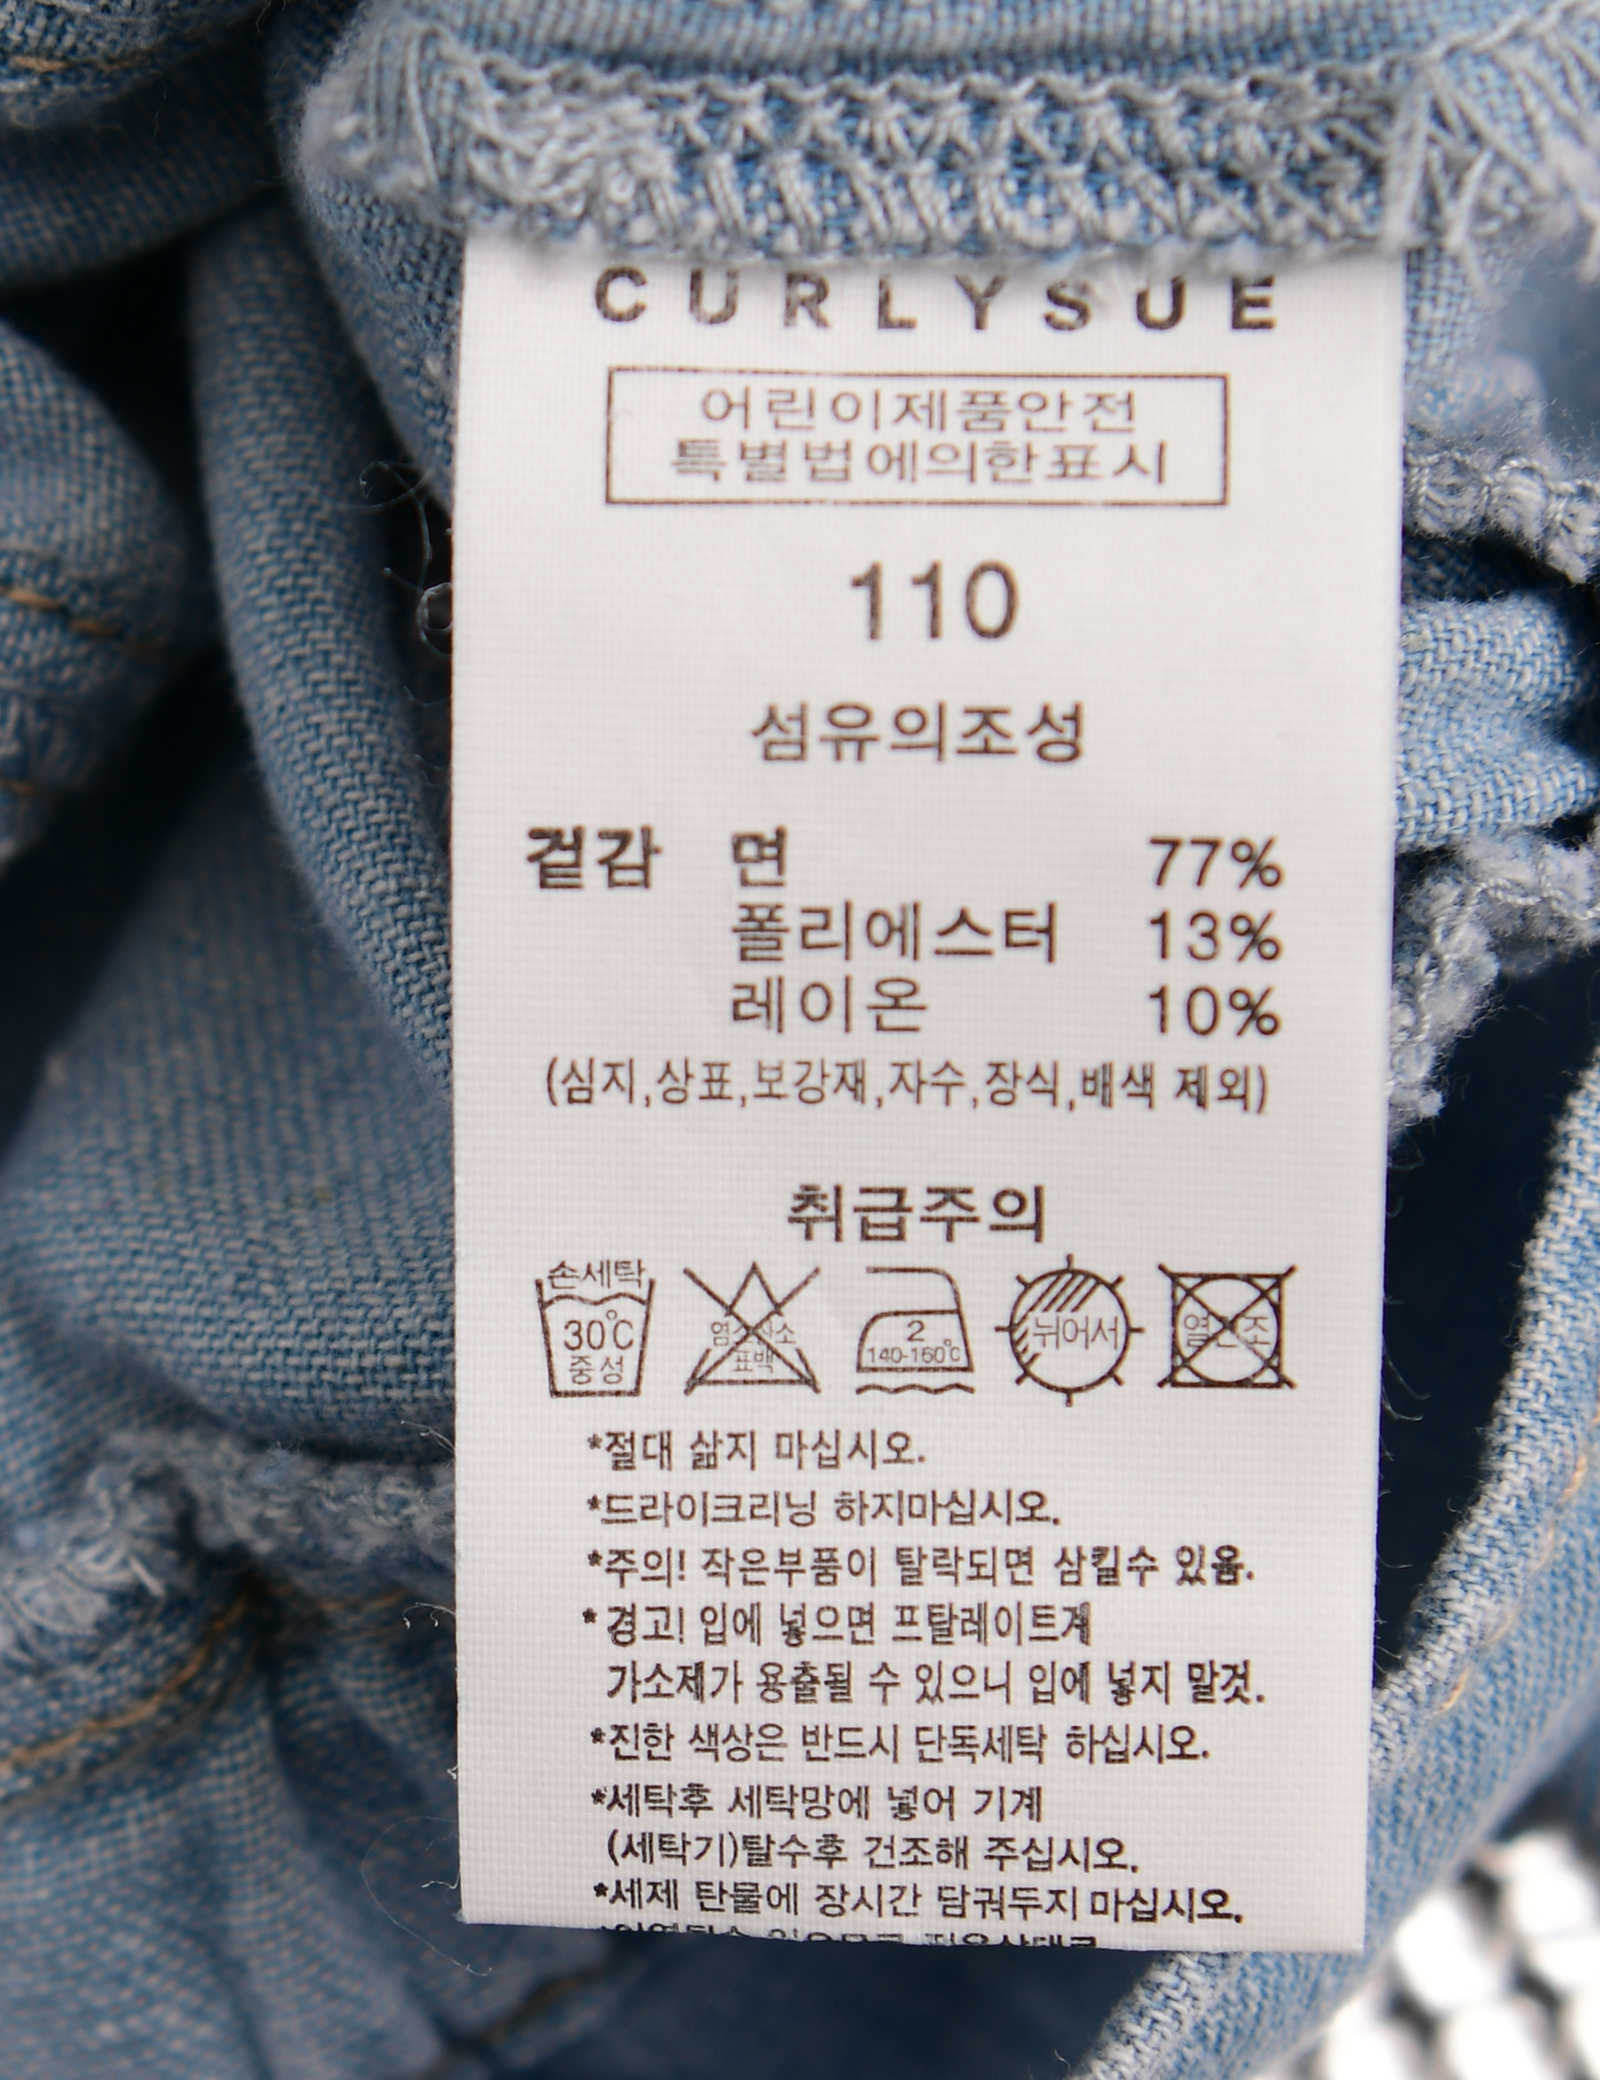 CURLYSUE
어린이제품안전
특별법에의한표시
110
섬유의조성
겉감 면 77%
폴리에스터 13%
레이온 10%
(심지,상표,보강재,자수,장식,배색 제외)
취급주의
손세탁
30℃
중성
염소산소
표백
2
140-160℃
뉘어서
열건조
*절대 삶지 마십시오.
*드라이크리닝 하지마십시오.
*주의! 작은부품이 탈락되면 삼킬수 있음.
*경고! 입에 넣으면 프탈레이트계
가소제가 용출될 수 있으니 입에 넣지 말것.
*진한 색상은 반드시 단독세탁 하십시오.
*세탁후 세탁망에 넣어 기계
(세탁기)탈수후 건조해 주십시오.
*세제 탄물에 장시간 담궈두지 마십시오.